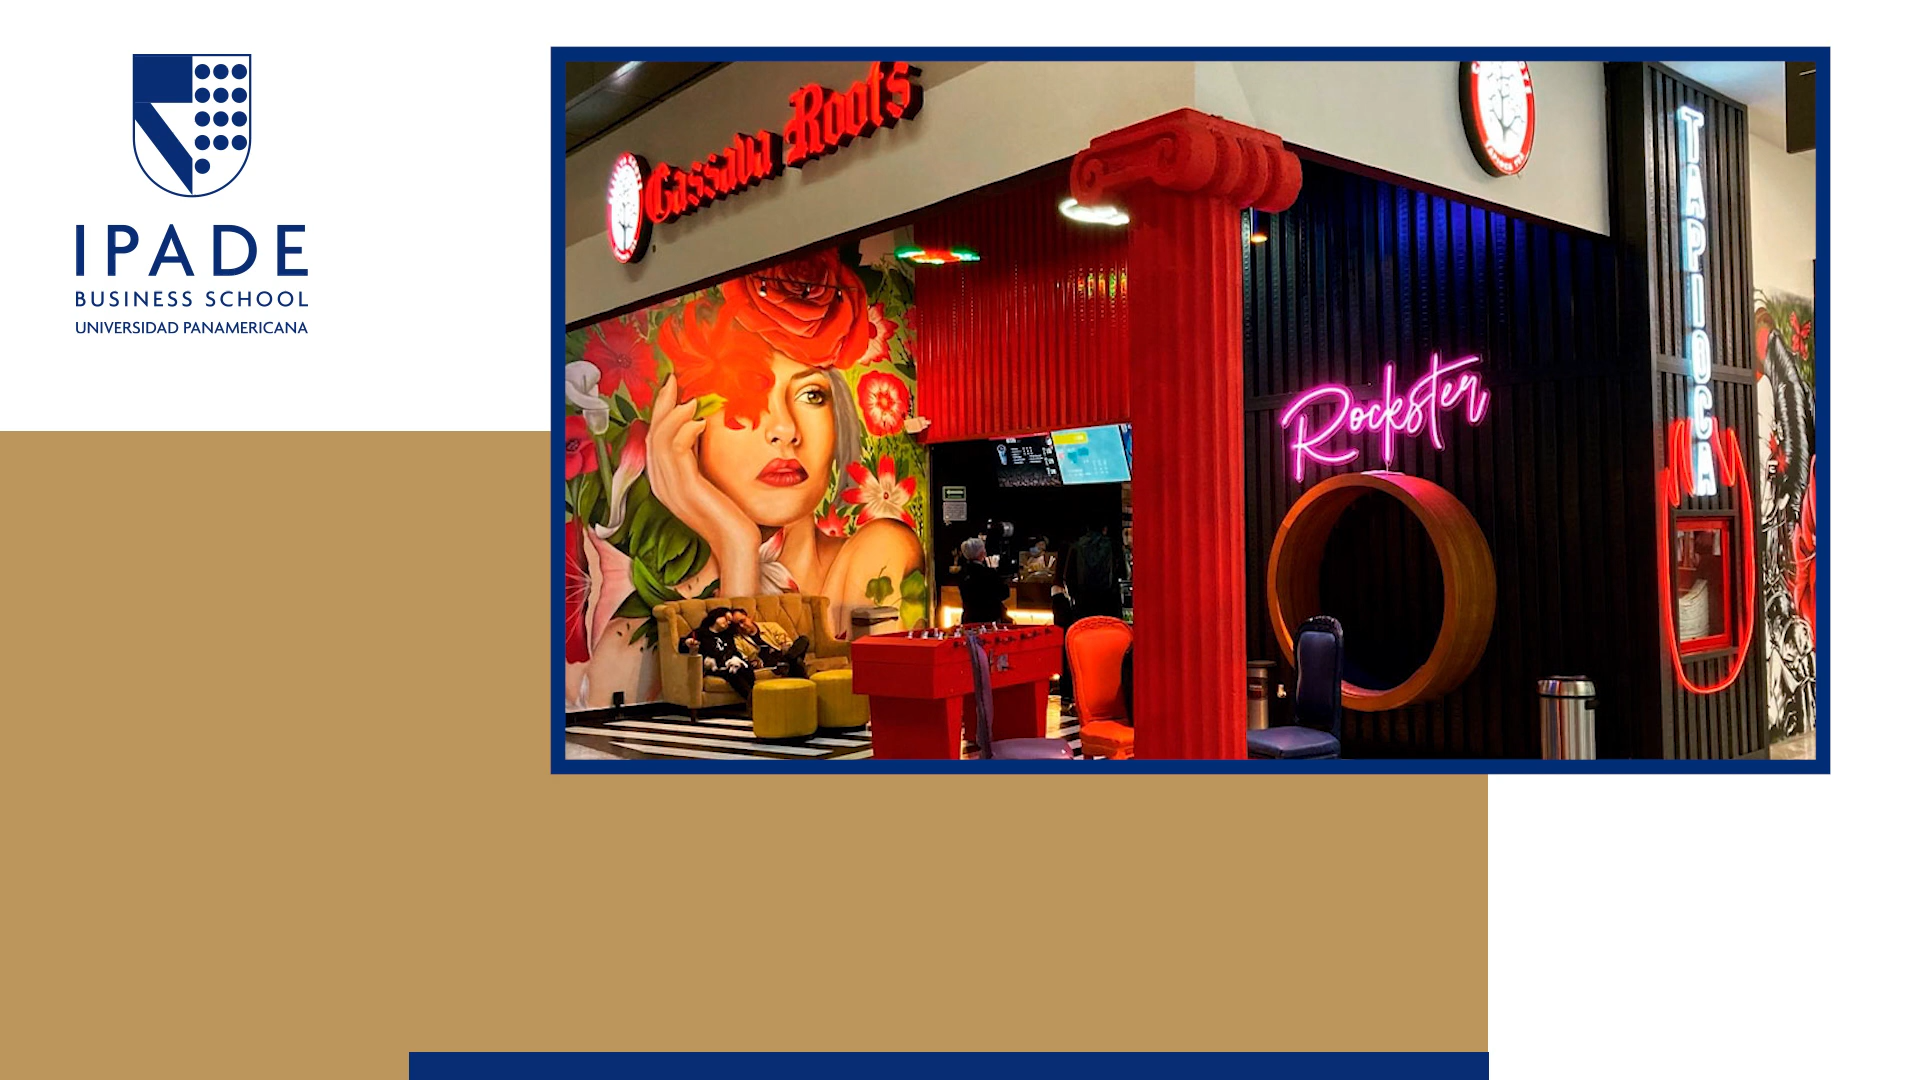 IPADE
BUSINESS SCHOOL
UNIVERSIDAD PANAMERICANA
Cassava Roots
Rockster
TAPIOCA